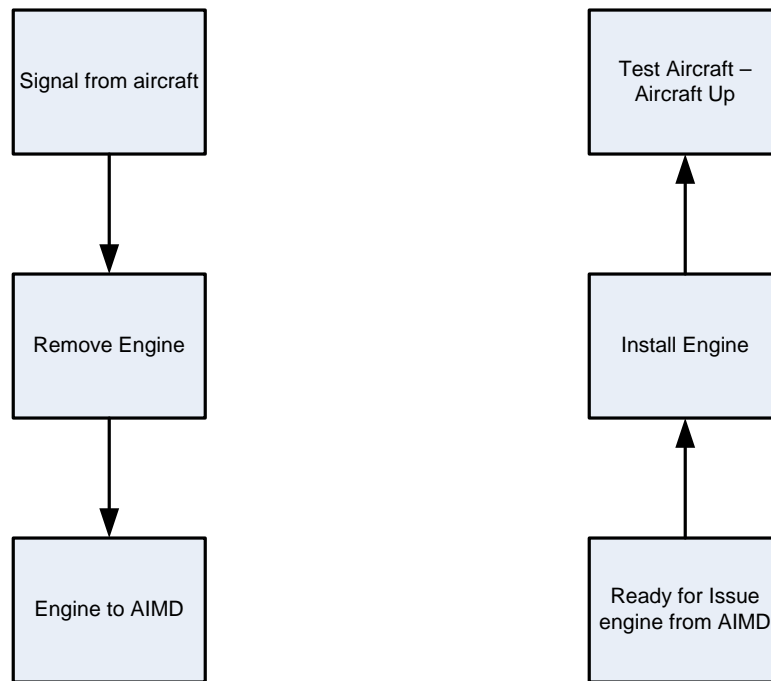 Signal from aircraft
Remove Engine
Engine to AIMD
Test Aircraft –
Aircraft Up
Install Engine
Ready for Issue
engine from AIMD